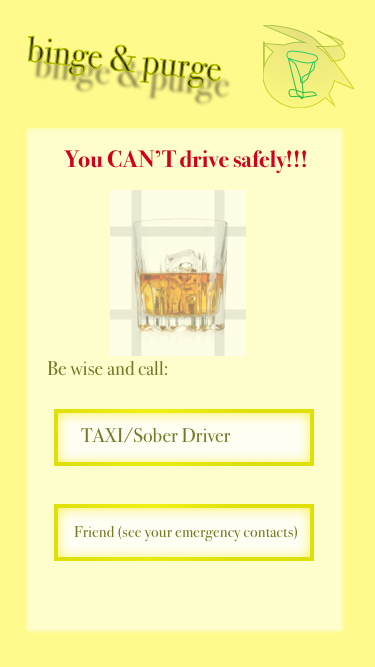 binge & purge
You CAN’T drive safely!!!
Be wise and call:
TAXI/Sober Driver
Friend (see your emergency contacts)